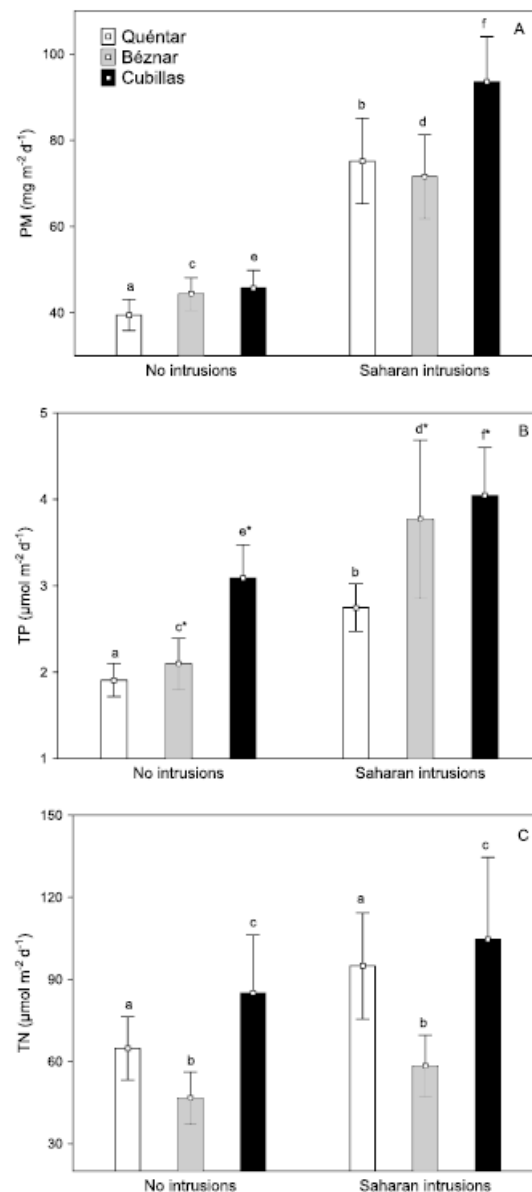 A
Quéntar
Béznar
Cubillas
f
b
d
a
c
e
100
80
60
40
PM (mg m⁻² d⁻¹)
No intrusions
Saharan intrusions
B
d*
f*
e*
b
c*
a
5
4
3
2
1
TP (µmol m⁻² d⁻¹)
No intrusions
Saharan intrusions
C
c
a
c
a
b
b
150
120
90
60
30
TN (µmol m⁻² d⁻¹)
No intrusions
Saharan intrusions